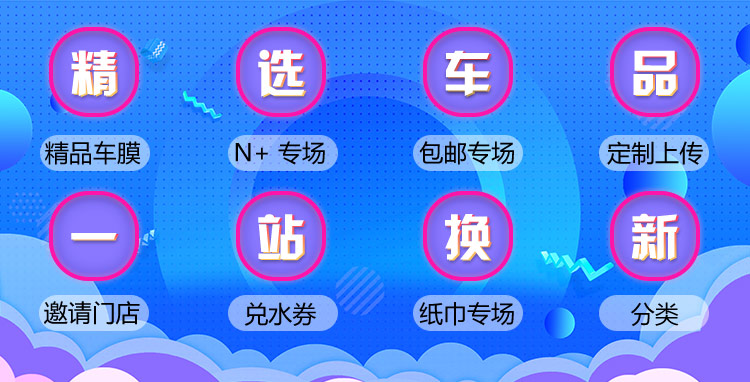 精 选 车 品
精品车膜 N+ 专场 包邮专场 定制上传
一 站 换 新
邀请门店 兑水券 纸巾专场 分类